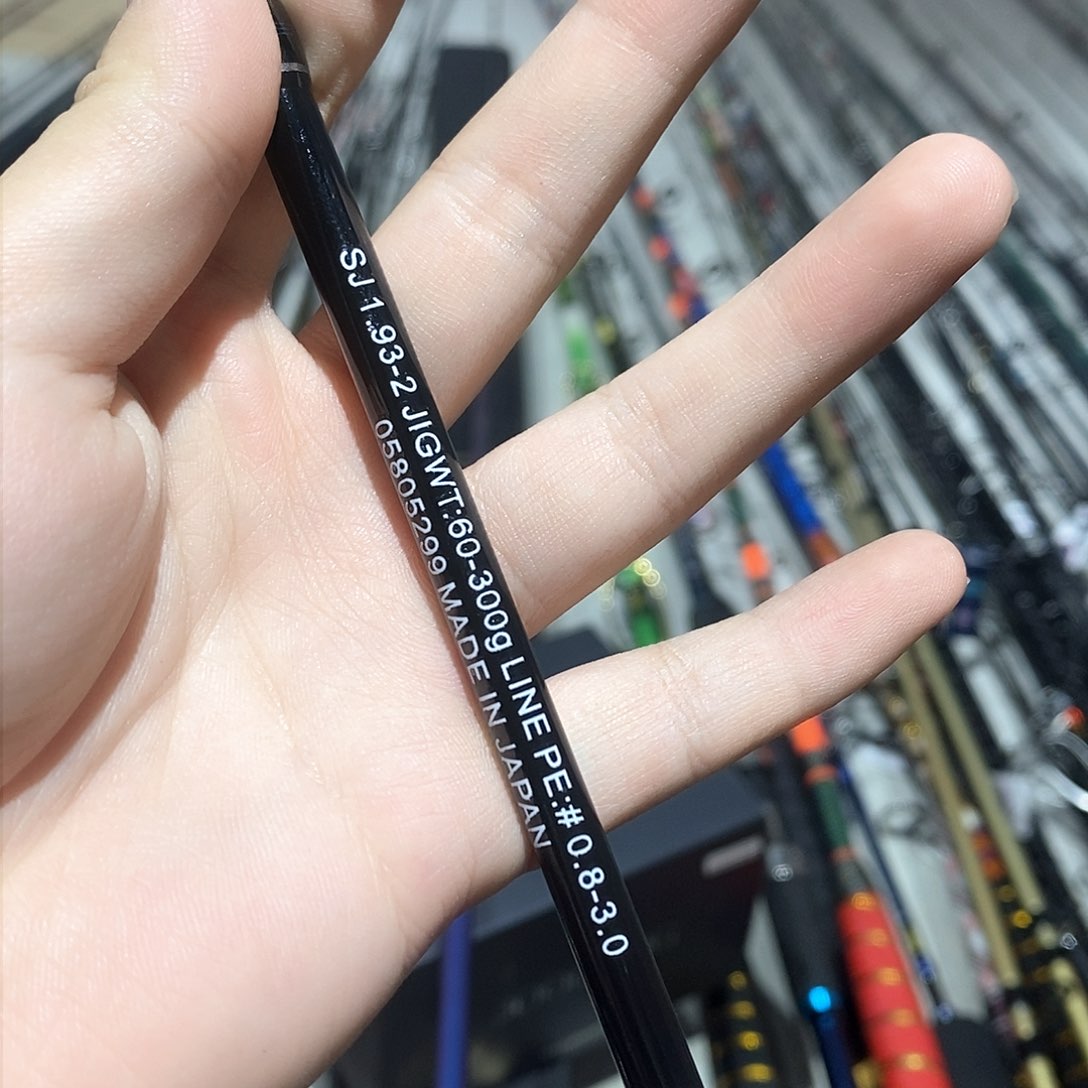 SJ 1.93-2 JIGWT:60-300g LINE PE:# 0.8-3.0
05805299 MADE IN JAPAN